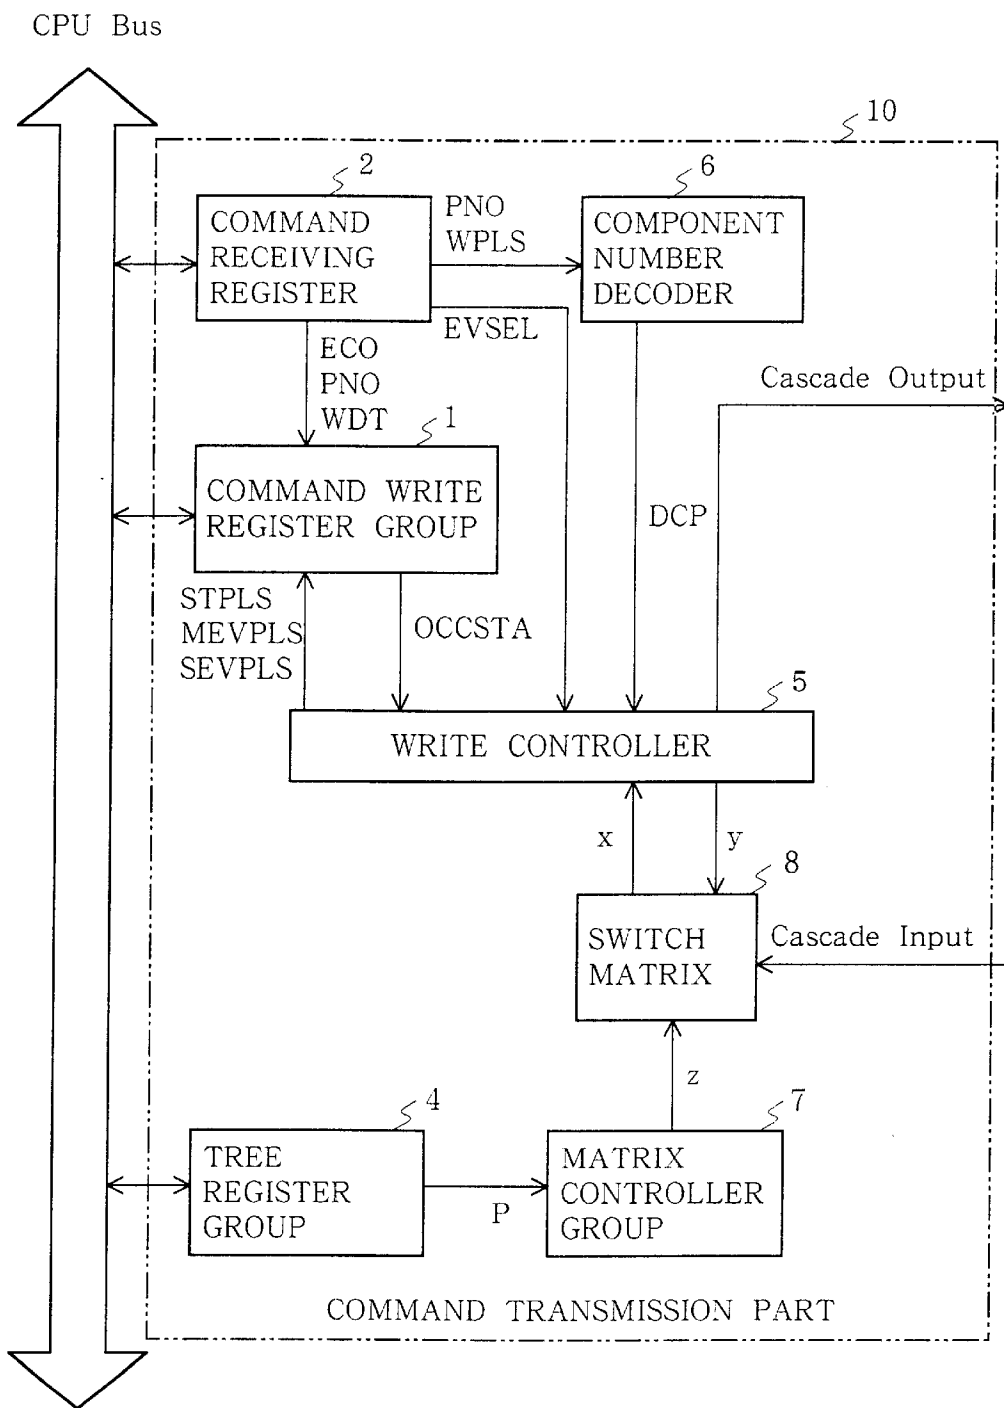 CPU Bus
10
2
6
COMMAND
RECEIVING
REGISTER
PNO
WPLS
COMPONENT
NUMBER
DECODER
EVSEL
ECO
PNO
WDT
Cascade Output
1
COMMAND WRITE
REGISTER GROUP
DCP
STPLS
MEVPLS
SEVPLS
OCCSTA
5
WRITE CONTROLLER
x
y
8
SWITCH
MATRIX
Cascade Input
z
4
7
TREE
REGISTER
GROUP
P
MATRIX
CONTROLLER
GROUP
COMMAND TRANSMISSION PART